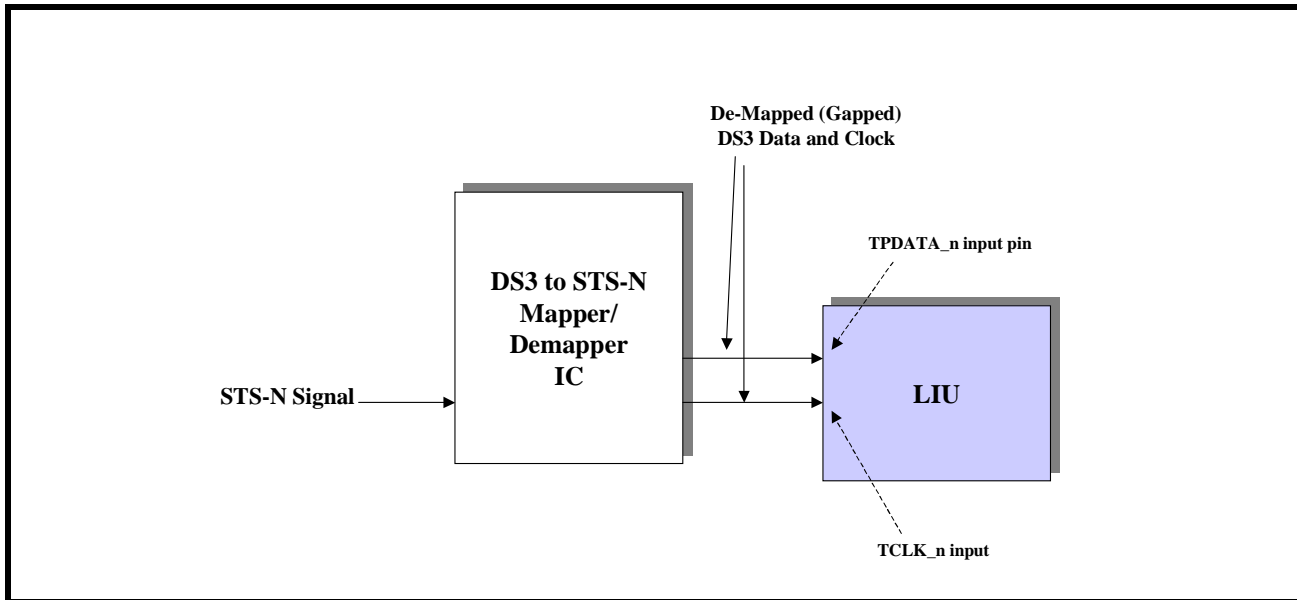 De-Mapped (Gapped)
DS3 Data and Clock
TPDATA_n input pin
DS3 to STS-N
Mapper/
Demapper
IC
STS-N Signal
LIU
TCLK_n input